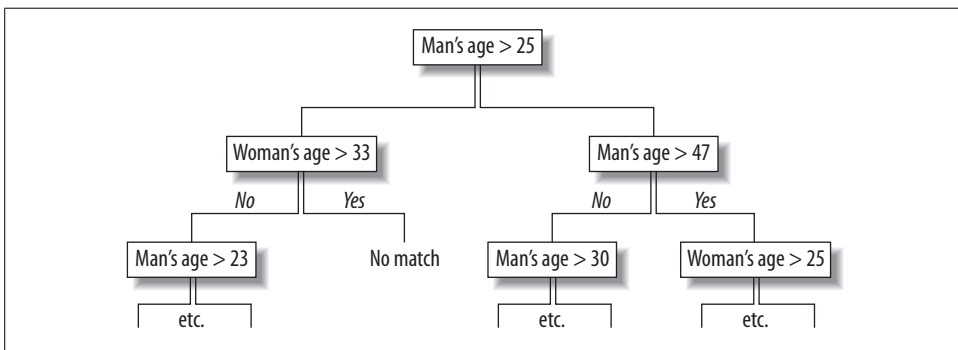 Man's age > 25
Woman's age > 33
Man's age > 47
No
Yes
No
Yes
Man's age > 23
No match
Man's age > 30
Woman's age > 25
etc.
etc.
etc.